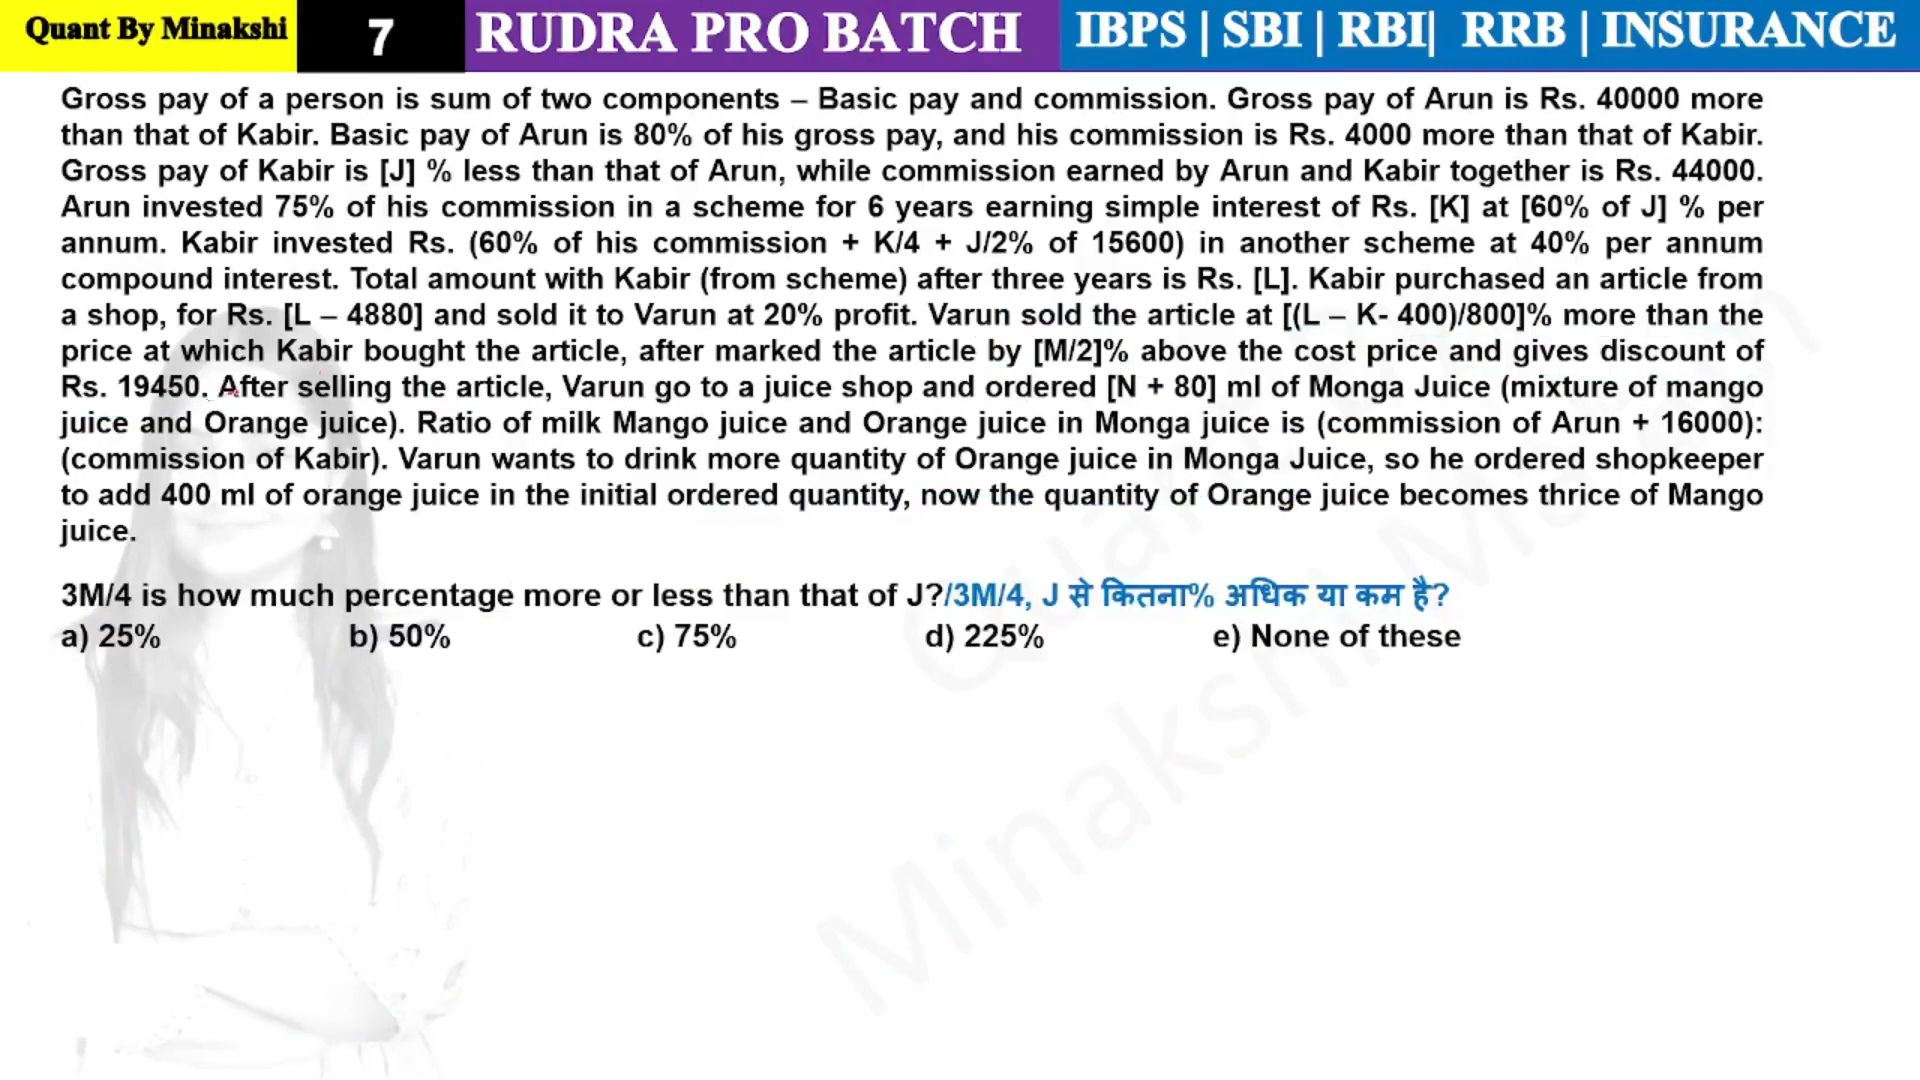 Quant By Minakshi
7
RUDRA PRO BATCH
IBPS | SBI | RBI| RRB | INSURANCE
Gross pay of a person is sum of two components – Basic pay and commission. Gross pay of Arun is Rs. 40000 more
than that of Kabir. Basic pay of Arun is 80% of his gross pay, and his commission is Rs. 4000 more than that of Kabir.
Gross pay of Kabir is [J] % less than that of Arun, while commission earned by Arun and Kabir together is Rs. 44000.
Arun invested 75% of his commission in a scheme for 6 years earning simple interest of Rs. [K] at [60% of J] % per
annum. Kabir invested Rs. (60% of his commission + K/4 + J/2% of 15600) in another scheme at 40% per annum
compound interest. Total amount with Kabir (from scheme) after three years is Rs. [L]. Kabir purchased an article from
a shop, for Rs. [L – 4880] and sold it to Varun at 20% profit. Varun sold the article at [(L – K- 400)/800]% more than the
price at which Kabir bought the article, after marked the article by [M/2]% above the cost price and gives discount of
Rs. 19450. After selling the article, Varun go to a juice shop and ordered [N + 80] ml of Monga Juice (mixture of mango
juice and Orange juice). Ratio of milk Mango juice and Orange juice in Monga juice is (commission of Arun + 16000):
(commission of Kabir). Varun wants to drink more quantity of Orange juice in Monga Juice, so he ordered shopkeeper
to add 400 ml of orange juice in the initial ordered quantity, now the quantity of Orange juice becomes thrice of Mango
juice.
3M/4 is how much percentage more or less than that of J?/3M/4, J से कितना% अधिक या कम है?
a) 25% b) 50% c) 75% d) 225% e) None of these
Quant By
Minakshi Ma'am